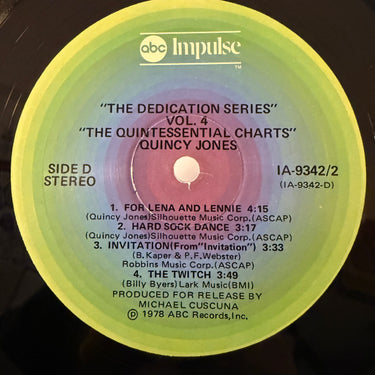 abc Impulse
TM
"THE DEDICATION SERIES"
VOL. 4
"THE QUINTESSENTIAL CHARTS"
QUINCY JONES
SIDE D
STEREO
IA-9342/2
(IA-9342-D)
1. FOR LENA AND LENNIE 4:15
(Quincy Jones)Silhouette Music Corp.(ASCAP)
2. HARD SOCK DANCE 3:17
(Quincy Jones)Silhouette Music Corp.(ASCAP)
3. INVITATION(From"Invitation") 3:33
(B. Kaper & P.F. Webster)
Robbins Music Corp.(ASCAP)
4. THE TWITCH 3:49
(Billy Byers)Lark Music(BMI)
PRODUCED FOR RELEASE BY
MICHAEL CUSCUNA
℗ 1978 ABC Records,Inc.